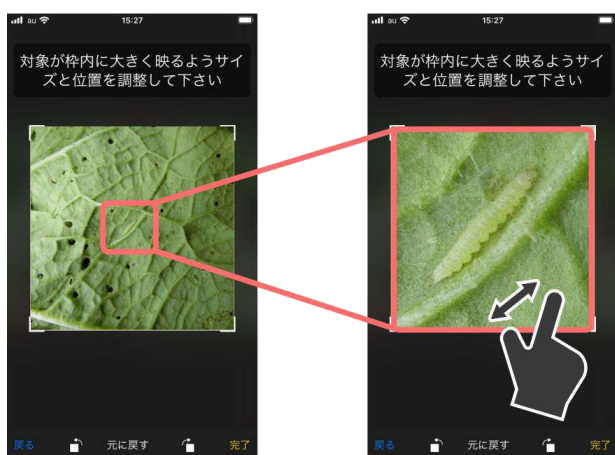 au 15:27
対象が枠内に大きく映るようサイ
ズと位置を調整して下さい
戻る 元に戻す 完了
au 15:27
対象が枠内に大きく映るようサイ
ズと位置を調整して下さい
戻る 元に戻す 完了